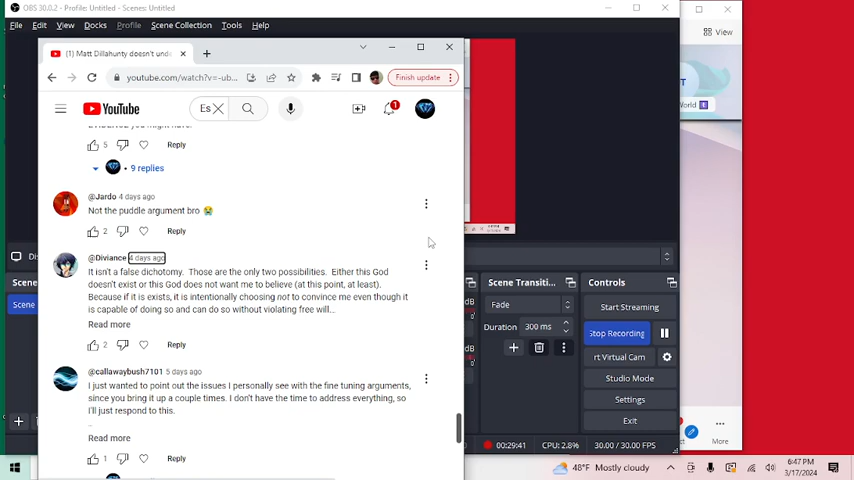 OBS 30.0.2 - Profile: Untitled - Scenes: Untitled
File Edit View Docks Profile Scene Collection Tools Help
View
(1) Matt Dillahunty doesn't und
youtube.com/watch?v=-ub...
Finish update
YouTube
Es
1
World
5
Reply
9 replies
@Jardo 4 days ago
Not the puddle argument bro 😭
2
Reply
@Diviance 4 days ago
It isn't a false dichotomy. Those are the only two possibilities. Either this God
doesn't exist or this God does not want me to believe (at this point, at least).
Because if it is exists, it is intentionally choosing not to convince me even though it
is capable of doing so and can do so without violating free will...
Read more
2
Reply
@callawaybush7101 5 days ago
I just wanted to point out the issues I personally see with the fine tuning arguments,
since you bring it up a couple times. I don't have the time to address everything, so
I'll just respond to this.
..
Read more
1
Reply
Di
Scen
Scene
dB
dB
Scene Transiti...
Fade
Duration 300 ms
Controls
Start Streaming
Stop Recording
rt Virtual Cam
Studio Mode
Settings
Exit
00:29:41
CPU: 2.8%
30.00 / 30.00 FPS
More
48°F Mostly cloudy
6:47 PM
3/17/2024